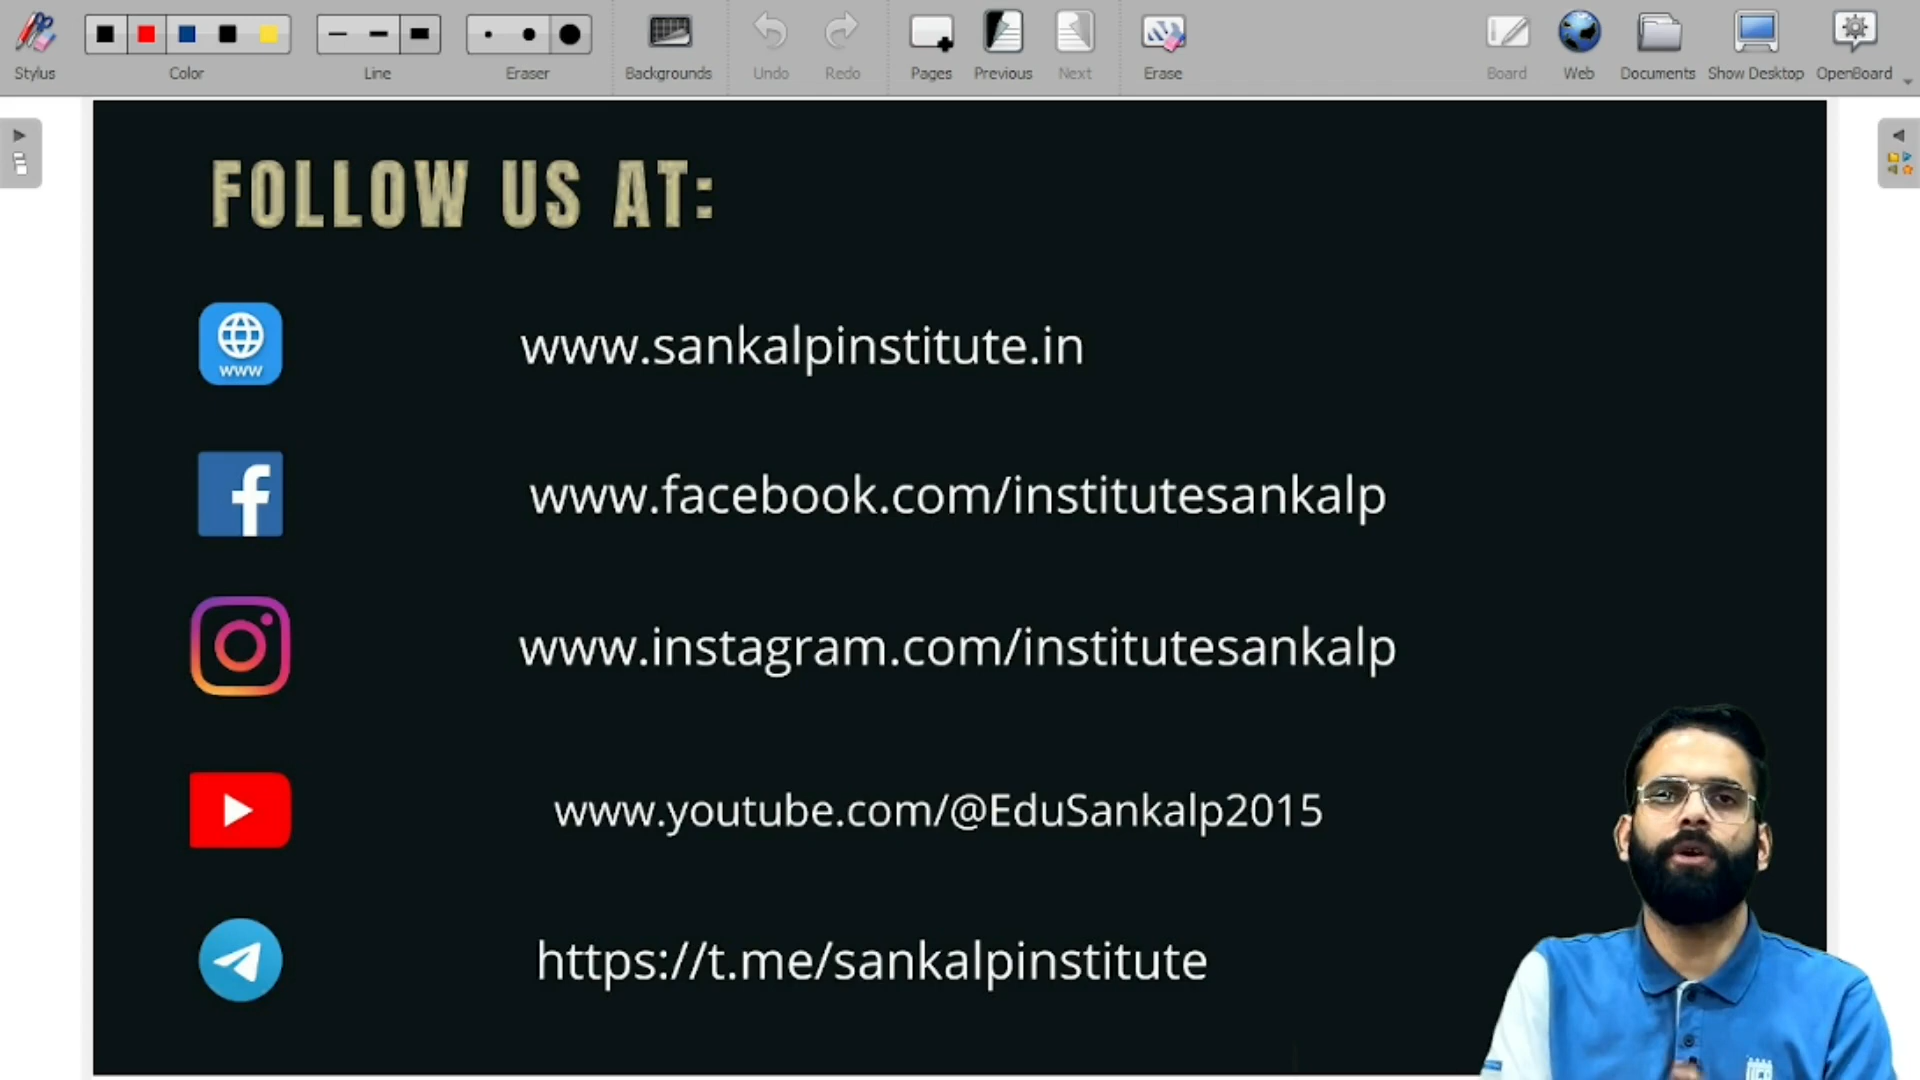 Stylus
Color
Line
Eraser
Backgrounds
Undo
Redo
Pages
Previous
Next
Erase
Board
Web
Documents
Show Desktop
OpenBoard
FOLLOW US AT:
www
www.sankalpinstitute.in
www.facebook.com/institutesankalp
www.instagram.com/institutesankalp
www.youtube.com/@EduSankalp2015
https://t.me/sankalpinstitute